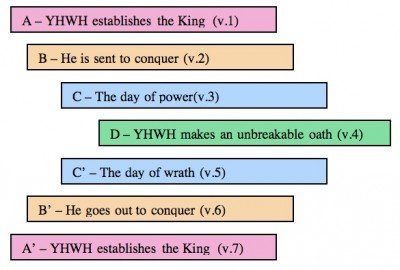 A – YHWH establishes the King (v.1)
B – He is sent to conquer (v.2)
C – The day of power(v.3)
D – YHWH makes an unbreakable oath (v.4)
C’ – The day of wrath (v.5)
B’ – He goes out to conquer (v.6)
A’ – YHWH establishes the King (v.7)